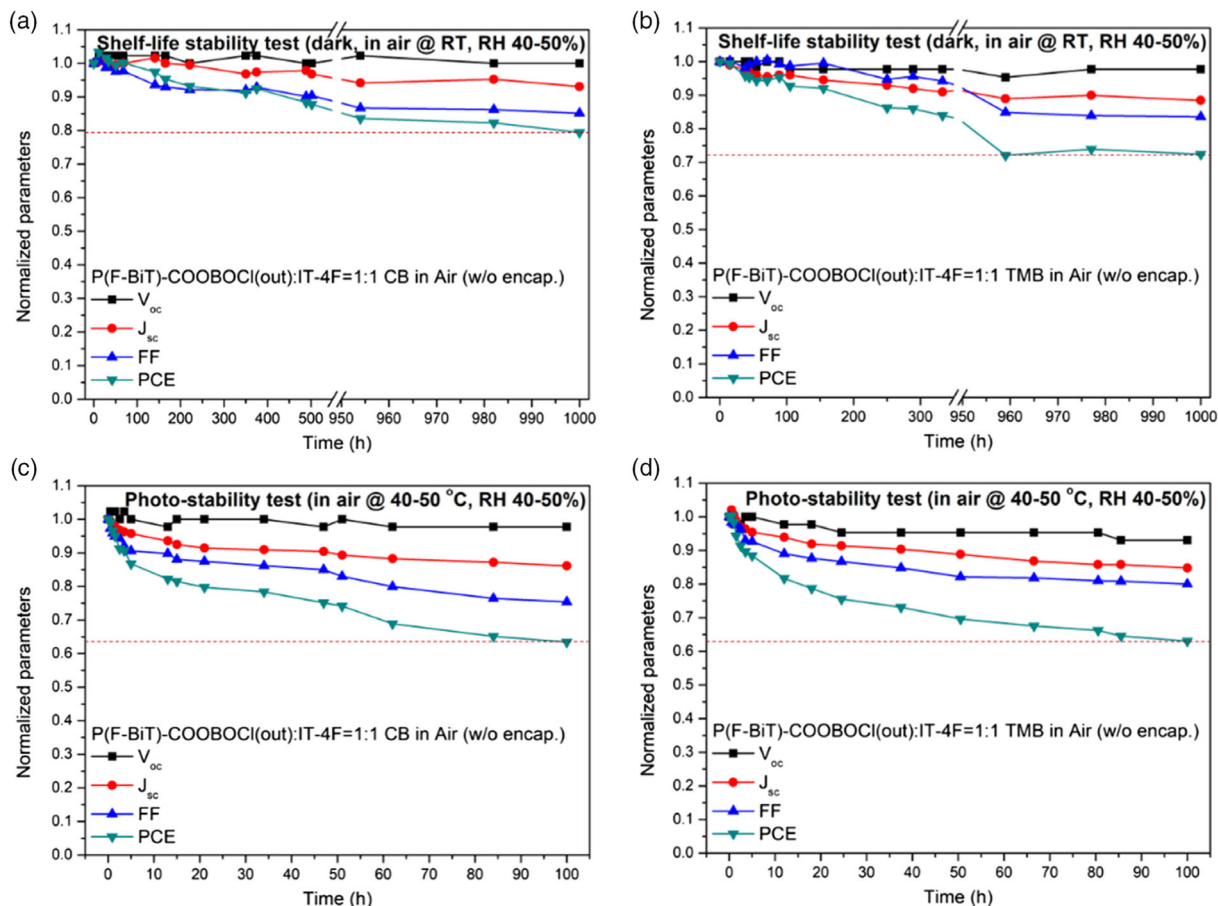 (a)
Shelf-life stability test (dark, in air @ RT, RH 40-50%)
1.1
1.0
0.9
0.8
0.7
0.6
0.5
0.4
0.3
0.2
0.1
0.0
Normalized parameters
P(F-BiT)-COOBOCl(out):IT-4F=1:1 CB in Air (w/o encap.)
Voc
Jsc
FF
PCE
0 100 200 300 400 500 950 960 970 980 990 1000
Time (h)
(b)
Shelf-life stability test (dark, in air @ RT, RH 40-50%)
1.1
1.0
0.9
0.8
0.7
0.6
0.5
0.4
0.3
0.2
0.1
0.0
Normalized parameters
P(F-BiT)-COOBOCl(out):IT-4F=1:1 TMB in Air (w/o encap.)
Voc
Jsc
FF
PCE
0 100 200 300 950 960 970 980 990 1000
Time (h)
(c)
Photo-stability test (in air @ 40-50 °C, RH 40-50%)
1.1
1.0
0.9
0.8
0.7
0.6
0.5
0.4
0.3
0.2
0.1
0.0
Normalized parameters
P(F-BiT)-COOBOCl(out):IT-4F=1:1 CB in Air (w/o encap.)
Voc
Jsc
FF
PCE
0 10 20 30 40 50 60 70 80 90 100
Time (h)
(d)
Photo-stability test (in air @ 40-50 °C, RH 40-50%)
1.1
1.0
0.9
0.8
0.7
0.6
0.5
0.4
0.3
0.2
0.1
0.0
Normalized parameters
P(F-BiT)-COOBOCl(out):IT-4F=1:1 TMB in Air (w/o encap.)
Voc
Jsc
FF
PCE
0 10 20 30 40 50 60 70 80 90 100
Time (h)